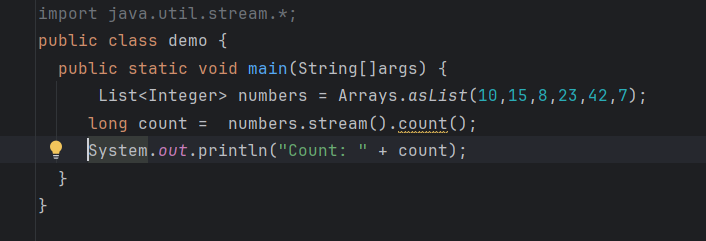 import java.util.stream.*;
public class demo {
public static void main(String[]args) {
List<Integer> numbers = Arrays.asList(10,15,8,23,42,7);
long count =  numbers.stream().count();
System.out.println("Count: " + count);
}
}